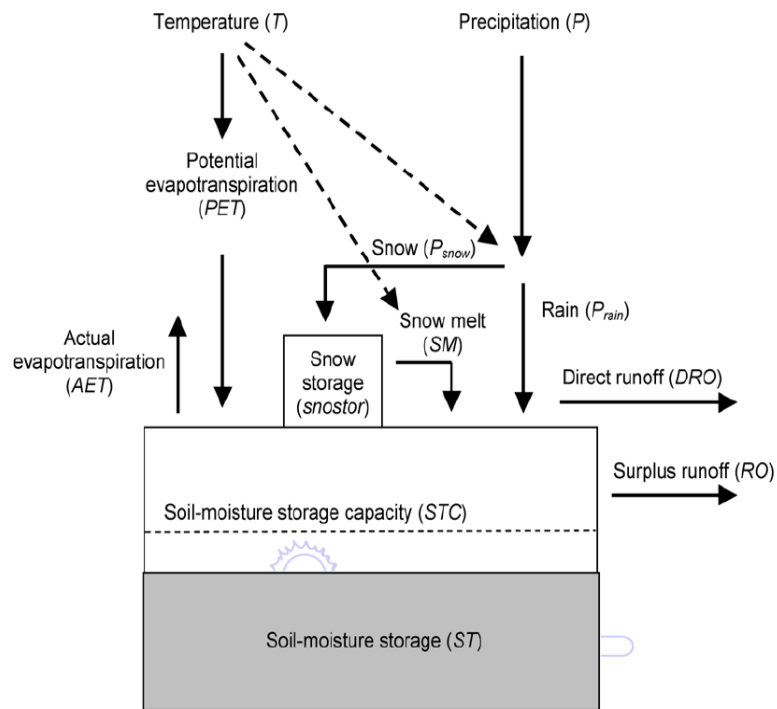 Temperature (T)
Precipitation (P)
Potential
evapotranspiration
(PET)
Snow (Psnow)
Actual
evapotranspiration
(AET)
Snow melt
(SM)
Rain (Prain)
Snow
storage
(snostor)
Direct runoff (DRO)
Surplus runoff (RO)
Soil-moisture storage capacity (STC)
Soil-moisture storage (ST)